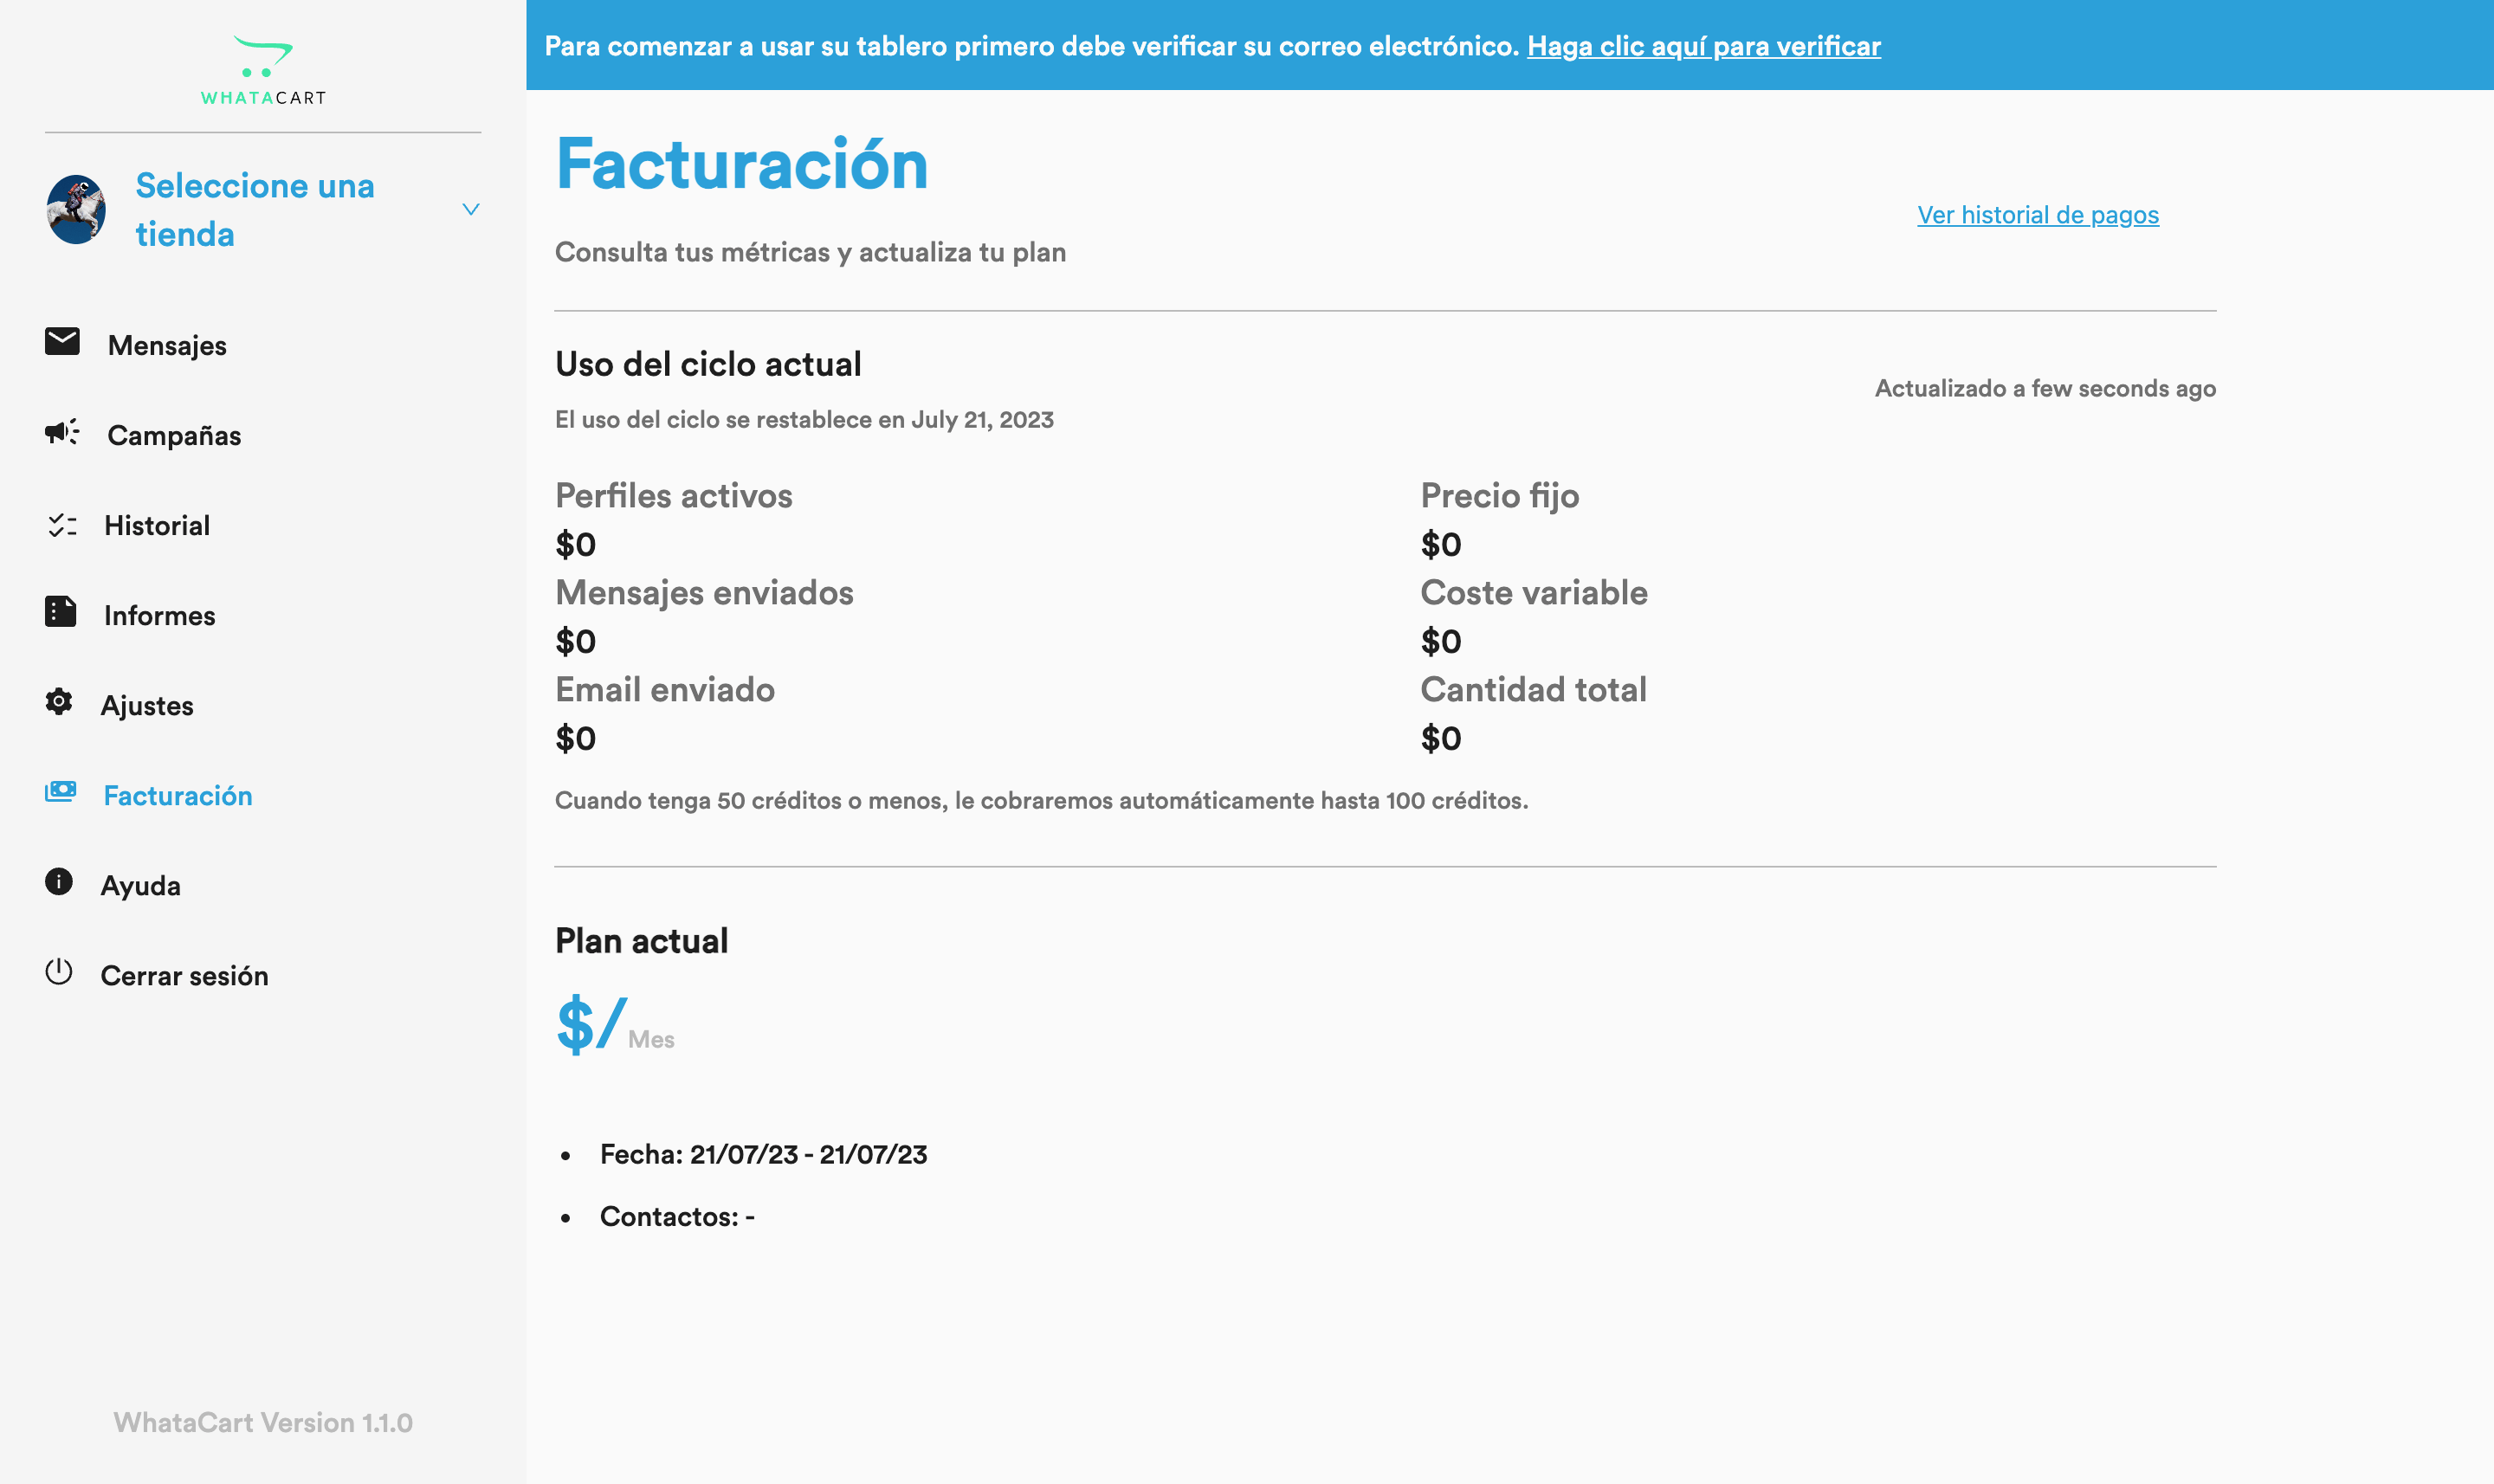 WHATACART
Seleccione una
tienda
Mensajes
Campañas
Historial
Informes
Ajustes
Facturación
Ayuda
Cerrar sesión
WhataCart Version 1.1.0
Para comenzar a usar su tablero primero debe verificar su correo electrónico. Haga clic aquí para verificar
Facturación
Ver historial de pagos
Consulta tus métricas y actualiza tu plan
Uso del ciclo actual
Actualizado a few seconds ago
El uso del ciclo se restablece en July 21, 2023
Perfiles activos
$0
Mensajes enviados
$0
Email enviado
$0
Precio fijo
$0
Coste variable
$0
Cantidad total
$0
Cuando tenga 50 créditos o menos, le cobraremos automáticamente hasta 100 créditos.
Plan actual
$/Mes
• Fecha: 21/07/23 - 21/07/23
• Contactos: -